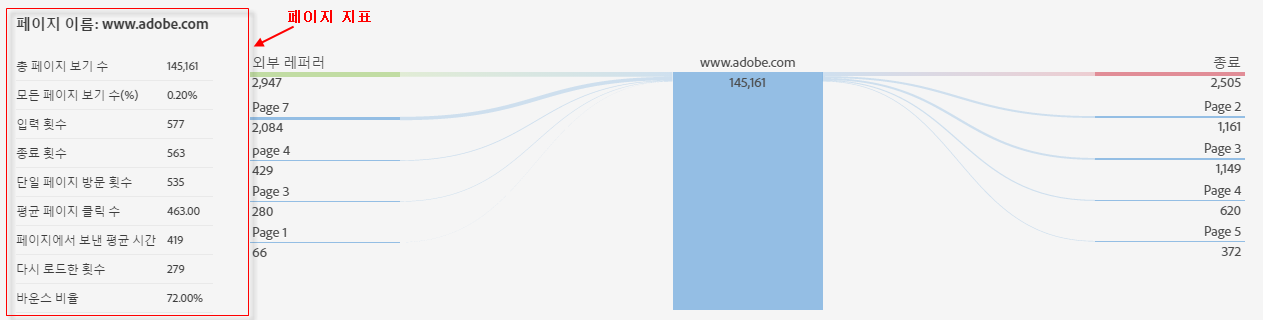 페이지 이름: www.adobe.com
페이지 지표
총 페이지 보기 수 145,161
모든 페이지 보기 수(%) 0.20%
입력 횟수 577
종료 횟수 563
단일 페이지 방문 횟수 535
평균 페이지 클릭 수 463.00
페이지에서 보낸 평균 시간 419
다시 로드한 횟수 279
바운스 비율 72.00%
외부 레퍼러
2,947
Page 7
2,084
page 4
429
Page 3
280
Page 1
66
www.adobe.com
145,161
종료
2,505
Page 2
1,161
Page 3
1,149
Page 4
620
Page 5
372